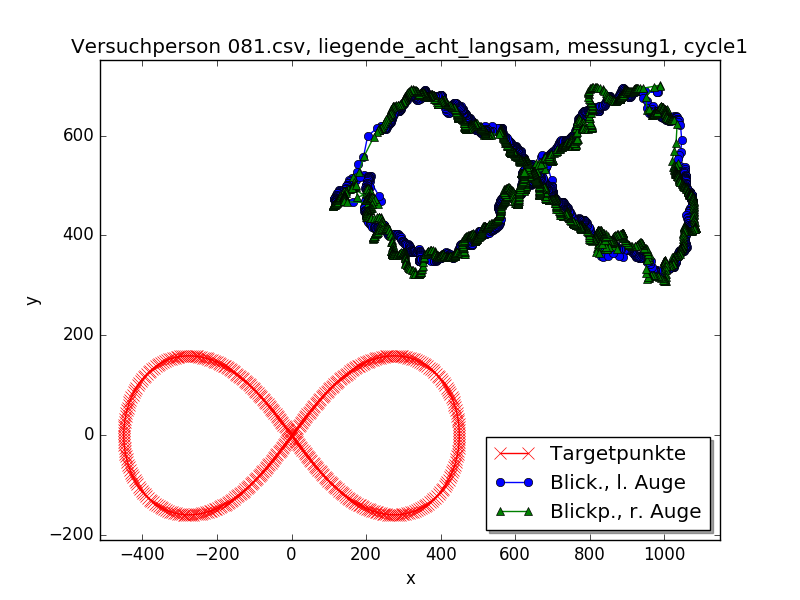 Versuchperson 081.csv, liegende_acht_langsam, messung1, cycle1
y
600
400
200
0
−200
−400
−200
0
200
400
600
800
1000
x
Targetpunkte
Blick., l. Auge
Blickp., r. Auge